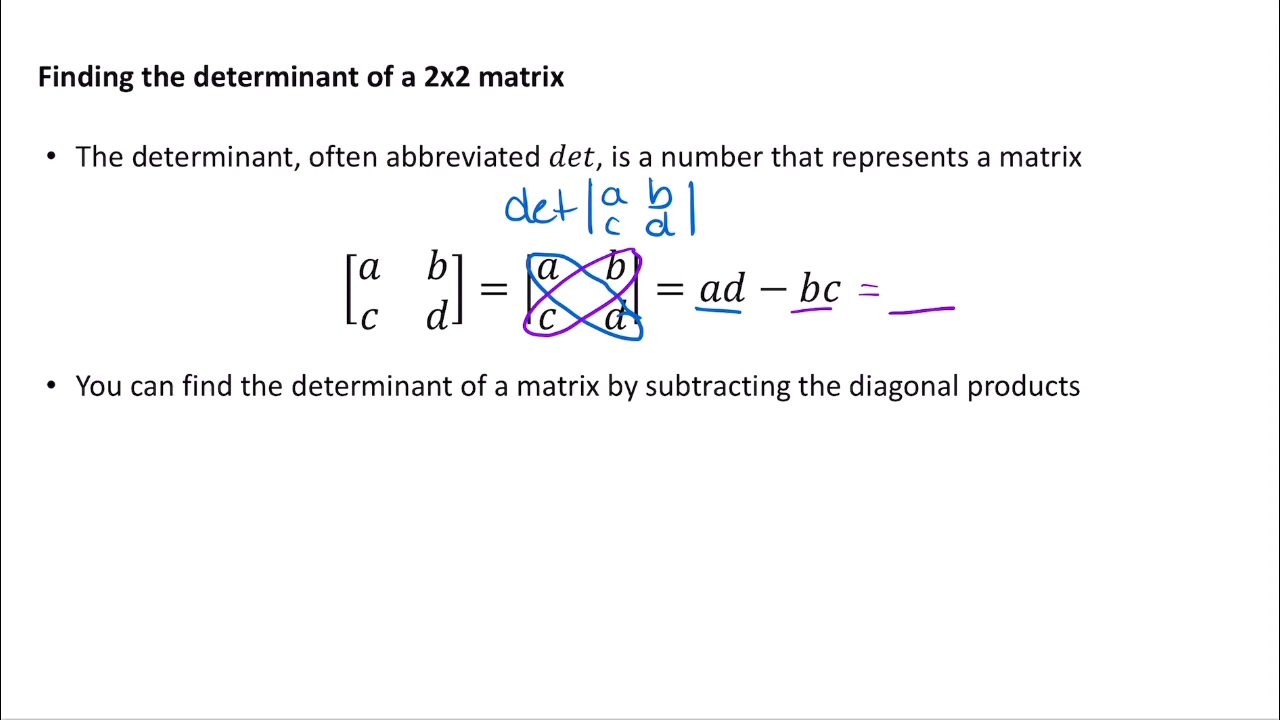 Finding the determinant of a 2x2 matrix
• The determinant, often abbreviated det, is a number that represents a matrix
det |a b|
|c d|
[a b] = |a b| = ad − bc = ___
[c d] |c d|
• You can find the determinant of a matrix by subtracting the diagonal products